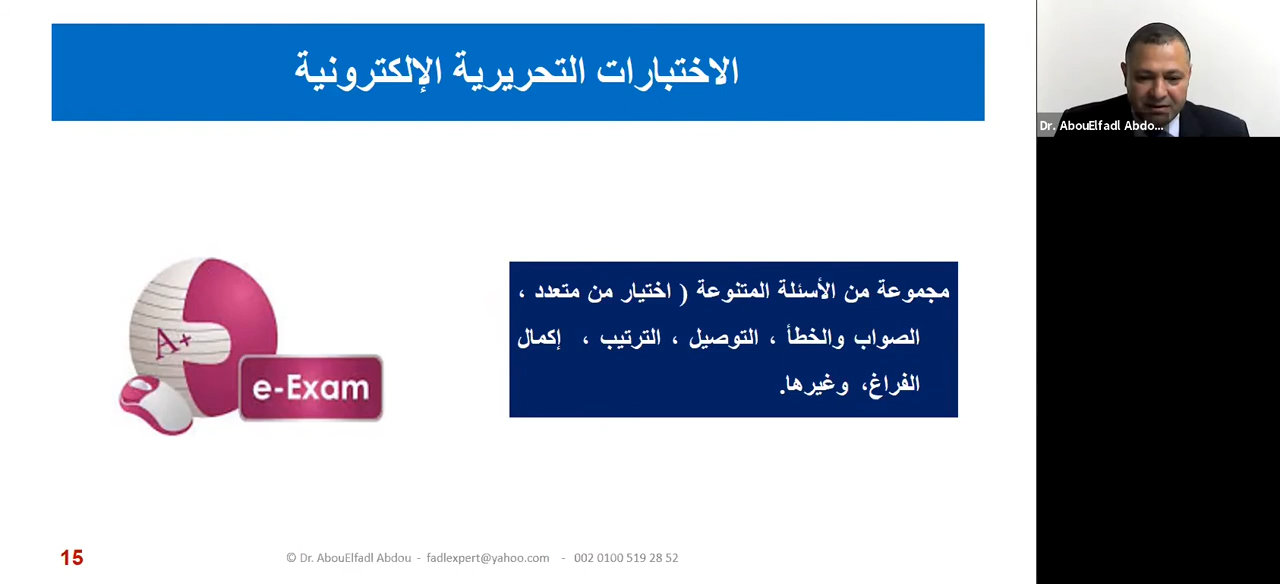 الاختبارات التحريرية الإلكترونية
Dr. AbouElfadl Abdo...
مجموعة من الأسئلة المتنوعة ( اختيار من متعدد ،
الصواب والخطأ ، التوصيل ، الترتيب ، إكمال
الفراغ، وغيرها.
A+
e-Exam
15
© Dr. AbouElfadl Abdou - fadlexpert@yahoo.com - 002 0100 519 28 52